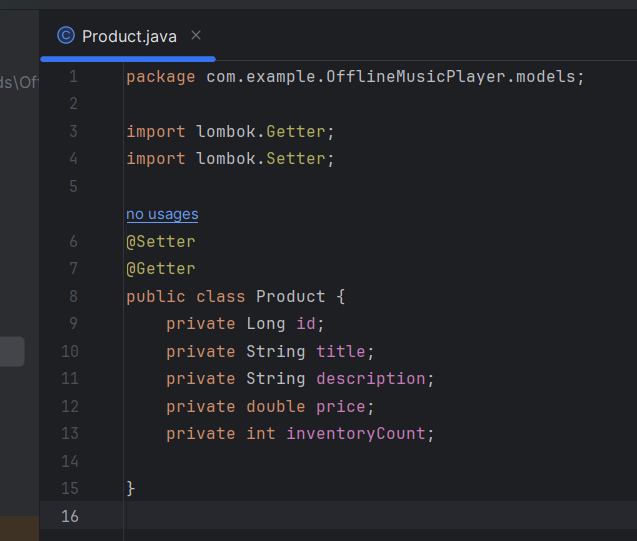 Product.java
ds\Off
1 package com.example.OfflineMusicPlayer.models;
2
3 import lombok.Getter;
4 import lombok.Setter;
5
no usages
6 @Setter
7 @Getter
8 public class Product {
9 private Long id;
10 private String title;
11 private String description;
12 private double price;
13 private int inventoryCount;
14
15 }
16